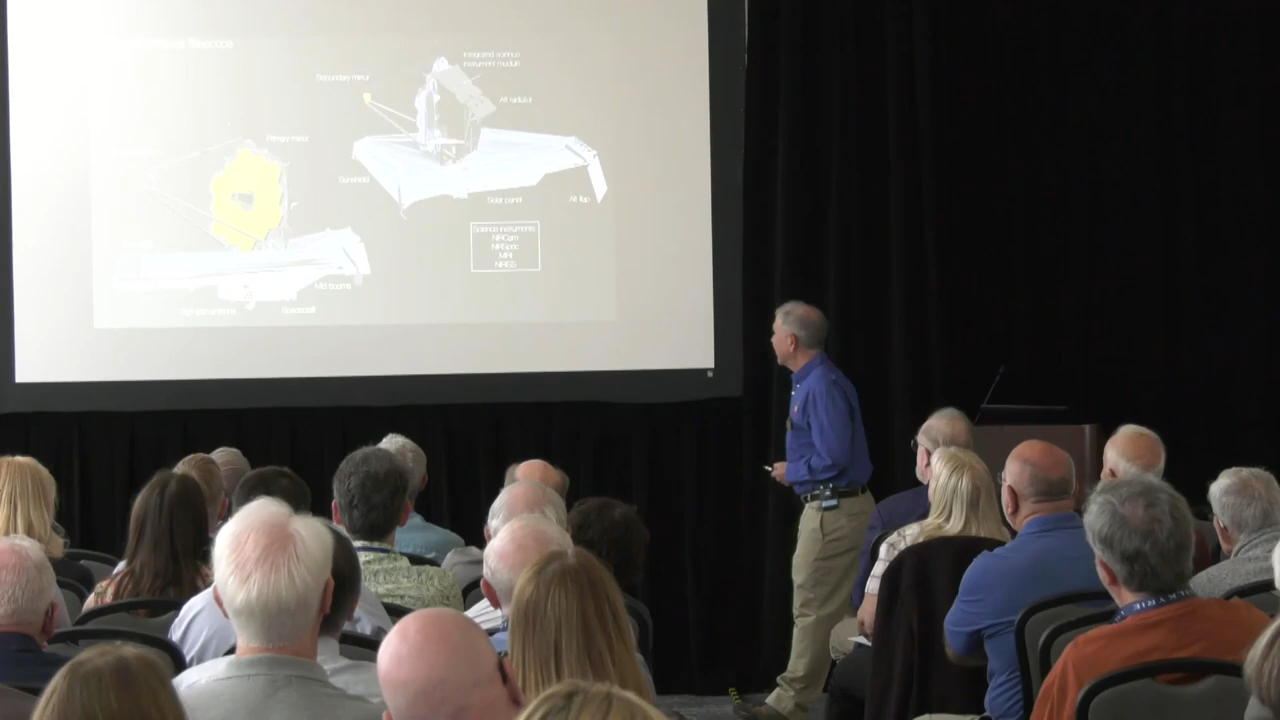 Integrated science
instrument module
Secondary mirror
Aft radiator
Primary mirror
Sunshield
Solar panel
Aft flap
Science instruments
NIRCam
NIRSpec
MIRI
NIRISS
Mid booms
Spacecraft